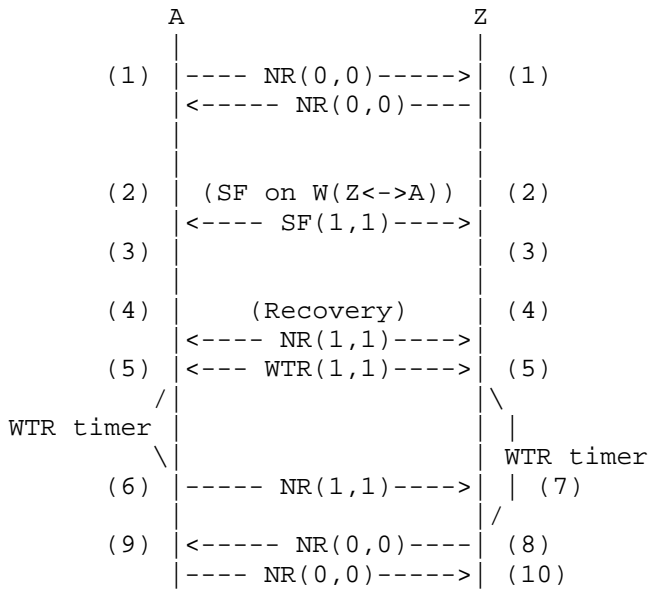 A Z
| |
(1) |---- NR(0,0)----->| (1)
|<----- NR(0,0)----|
| |
| |
(2) | (SF on W(Z<->A)) | (2)
|<---- SF(1,1)---->|
(3) | | (3)
| |
(4) | (Recovery) | (4)
|<---- NR(1,1)---->|
(5) |<--- WTR(1,1)---->| (5)
/| |\
WTR timer | | |
\| | WTR timer
(6) |----- NR(1,1)---->| | (7)
| |/
(9) |<----- NR(0,0)----| (8)
|---- NR(0,0)----->| (10)